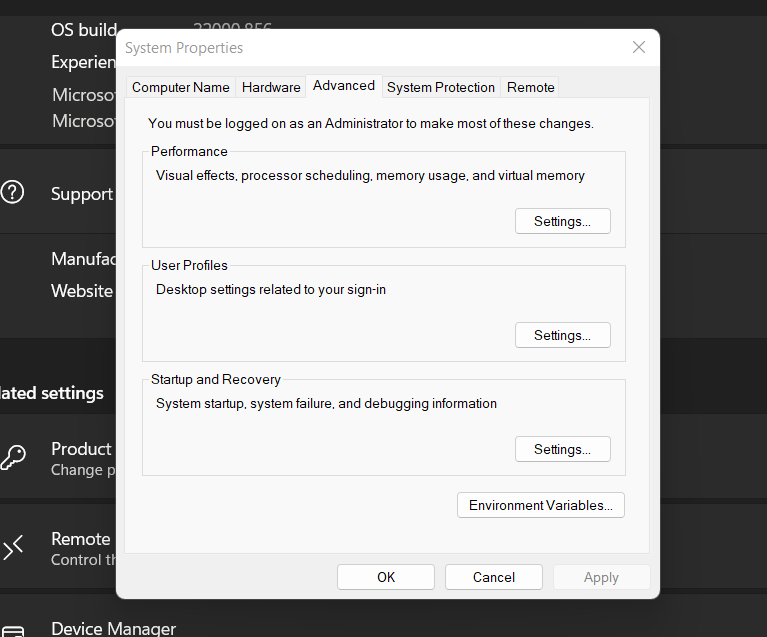 OS build
22000.856
System Properties
Computer Name
Hardware
Advanced
System Protection
Remote
You must be logged on as an Administrator to make most of these changes.
Performance
Visual effects, processor scheduling, memory usage, and virtual memory
Settings...
User Profiles
Desktop settings related to your sign-in
Settings...
Startup and Recovery
System startup, system failure, and debugging information
Settings...
Environment Variables...
OK
Cancel
Apply
Experien
Microso
Microso
Support
Manufac
Website
lated settings
Product
Change p
Remote
Control th
Device Manager